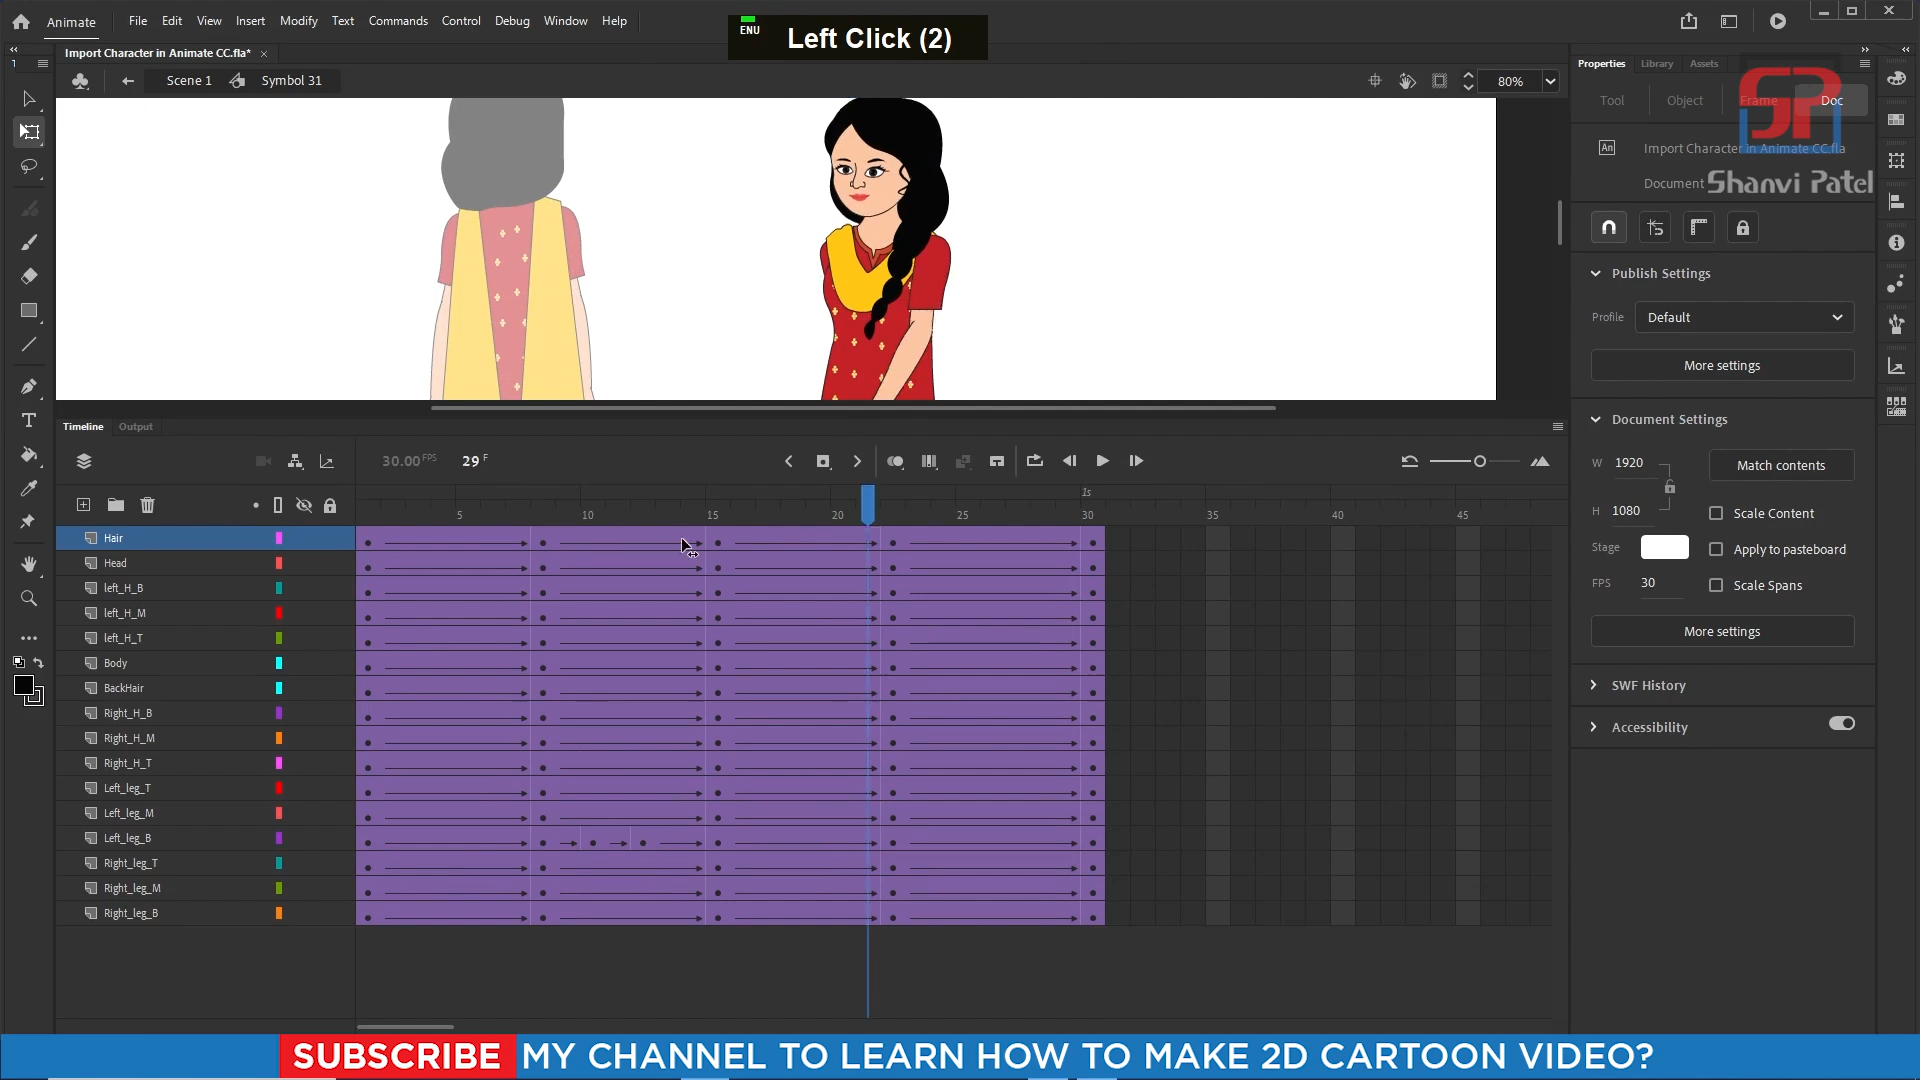 Animate File Edit View Insert Modify Text Commands Control Debug Window Help
ENU Left Click (2)
Import Character in Animate CC.fla*
Scene 1 Symbol 31 80%
Properties Library Assets
Tool Object Frame Doc
SP
An Import Character in Animate CC.fla
Document Shanvi Patel
Publish Settings
Profile Default
More settings
Document Settings
W 1920 Match contents
H 1080 Scale Content
Stage Apply to pasteboard
FPS 30 Scale Spans
More settings
SWF History
Accessibility
Timeline Output
30.00 FPS 29 F
1s
5 10 15 20 25 30 35 40 45
Hair
Head
left_H_B
left_H_M
left_H_T
Body
BackHair
Right_H_B
Right_H_M
Right_H_T
Left_leg_T
Left_leg_M
Left_leg_B
Right_leg_T
Right_leg_M
Right_leg_B
SUBSCRIBE MY CHANNEL TO LEARN HOW TO MAKE 2D CARTOON VIDEO?